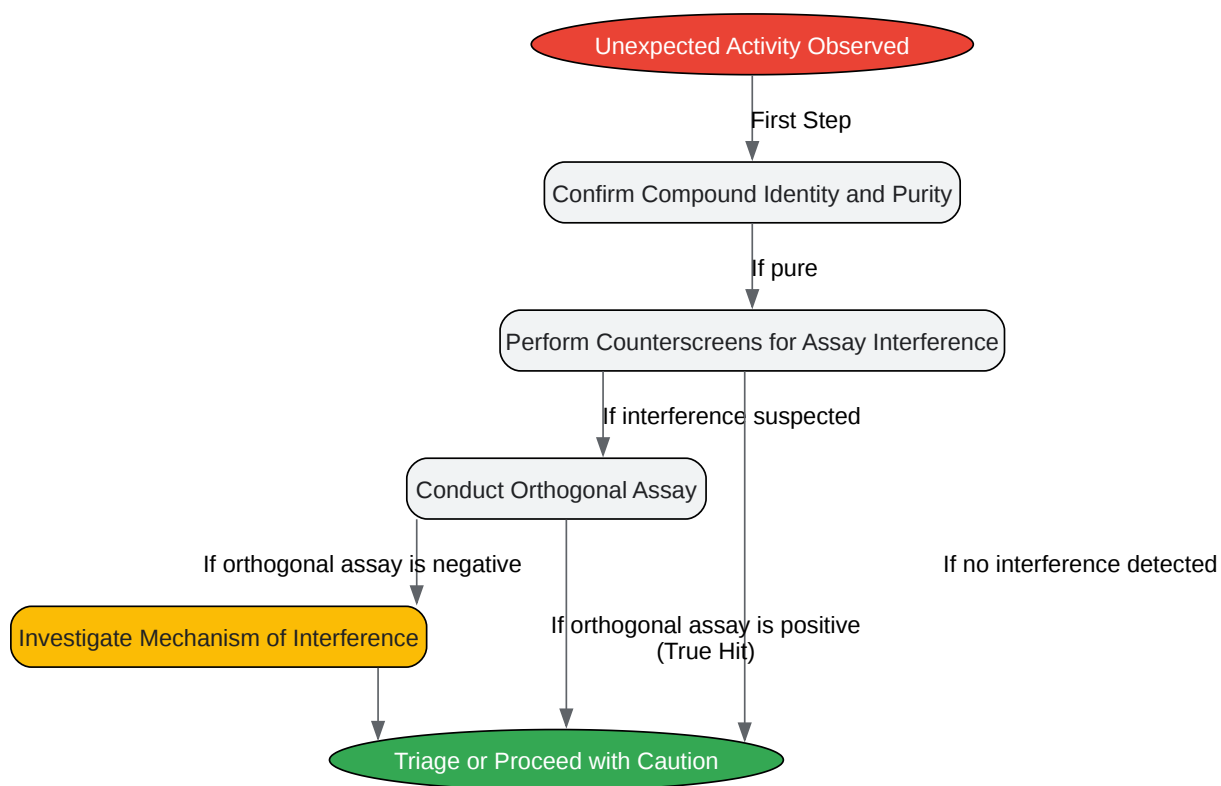 Unexpected Activity Observed
First Step
Confirm Compound Identity and Purity
If pure
Perform Counterscreens for Assay Interference
If interference suspected
Conduct Orthogonal Assay
If orthogonal assay is negative
If no interference detected
Investigate Mechanism of Interference
If orthogonal assay is positive
(True Hit)
Triage or Proceed with Caution